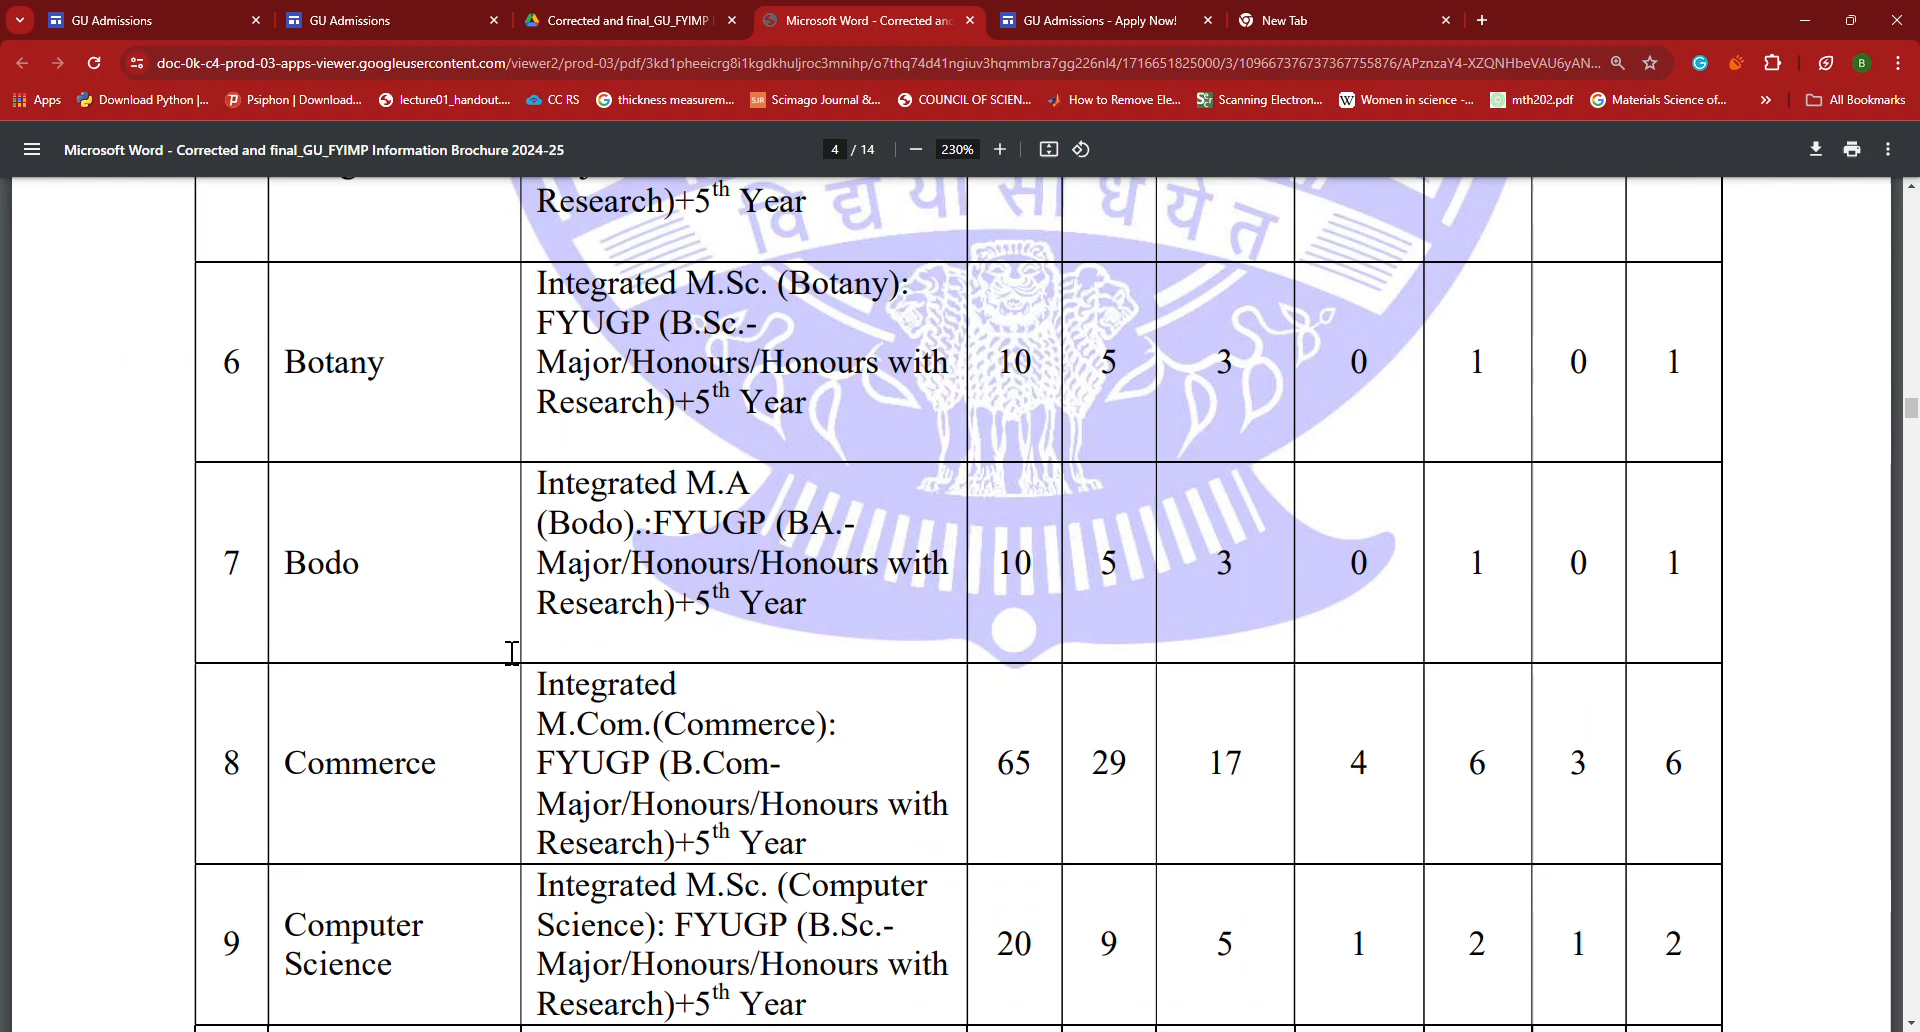 GU Admissions
GU Admissions
Corrected and final_GU_FYIMP
Microsoft Word - Corrected an
GU Admissions - Apply Now!
New Tab
doc-0k-c4-prod-03-apps-viewer.googleusercontent.com/viewer2/prod-03/pdf/3kd1pheeicrg8i1kgdkhuljroc3mnihp/o7thq74d41ngiuv3hqmmbra7gg226nl4/1716651825000/3/109667376737367755876/APznzaY4-XZQNHbeVAU6yAN...
B
Apps
Download Python |...
Psiphon | Download...
lecture01_handout....
CC RS
thickness measurem...
Scimago Journal &...
COUNCIL OF SCIEN...
How to Remove Ele...
Scanning Electron...
Women in science -...
mth202.pdf
Materials Science of...
All Bookmarks
Microsoft Word - Corrected and final_GU_FYIMP Information Brochure 2024-25
4 / 14
230%
Research)+5th Year
विद्यया साधयेत
6 Botany
Integrated M.Sc. (Botany):
FYUGP (B.Sc.-
Major/Honours/Honours with
Research)+5th Year
10 5 3 0 1 0 1
7 Bodo
Integrated M.A
(Bodo).:FYUGP (BA.-
Major/Honours/Honours with
Research)+5th Year
10 5 3 0 1 0 1
8 Commerce
Integrated
M.Com.(Commerce):
FYUGP (B.Com-
Major/Honours/Honours with
Research)+5th Year
65 29 17 4 6 3 6
9 Computer
Science
Integrated M.Sc. (Computer
Science): FYUGP (B.Sc.-
Major/Honours/Honours with
Research)+5th Year
20 9 5 1 2 1 2